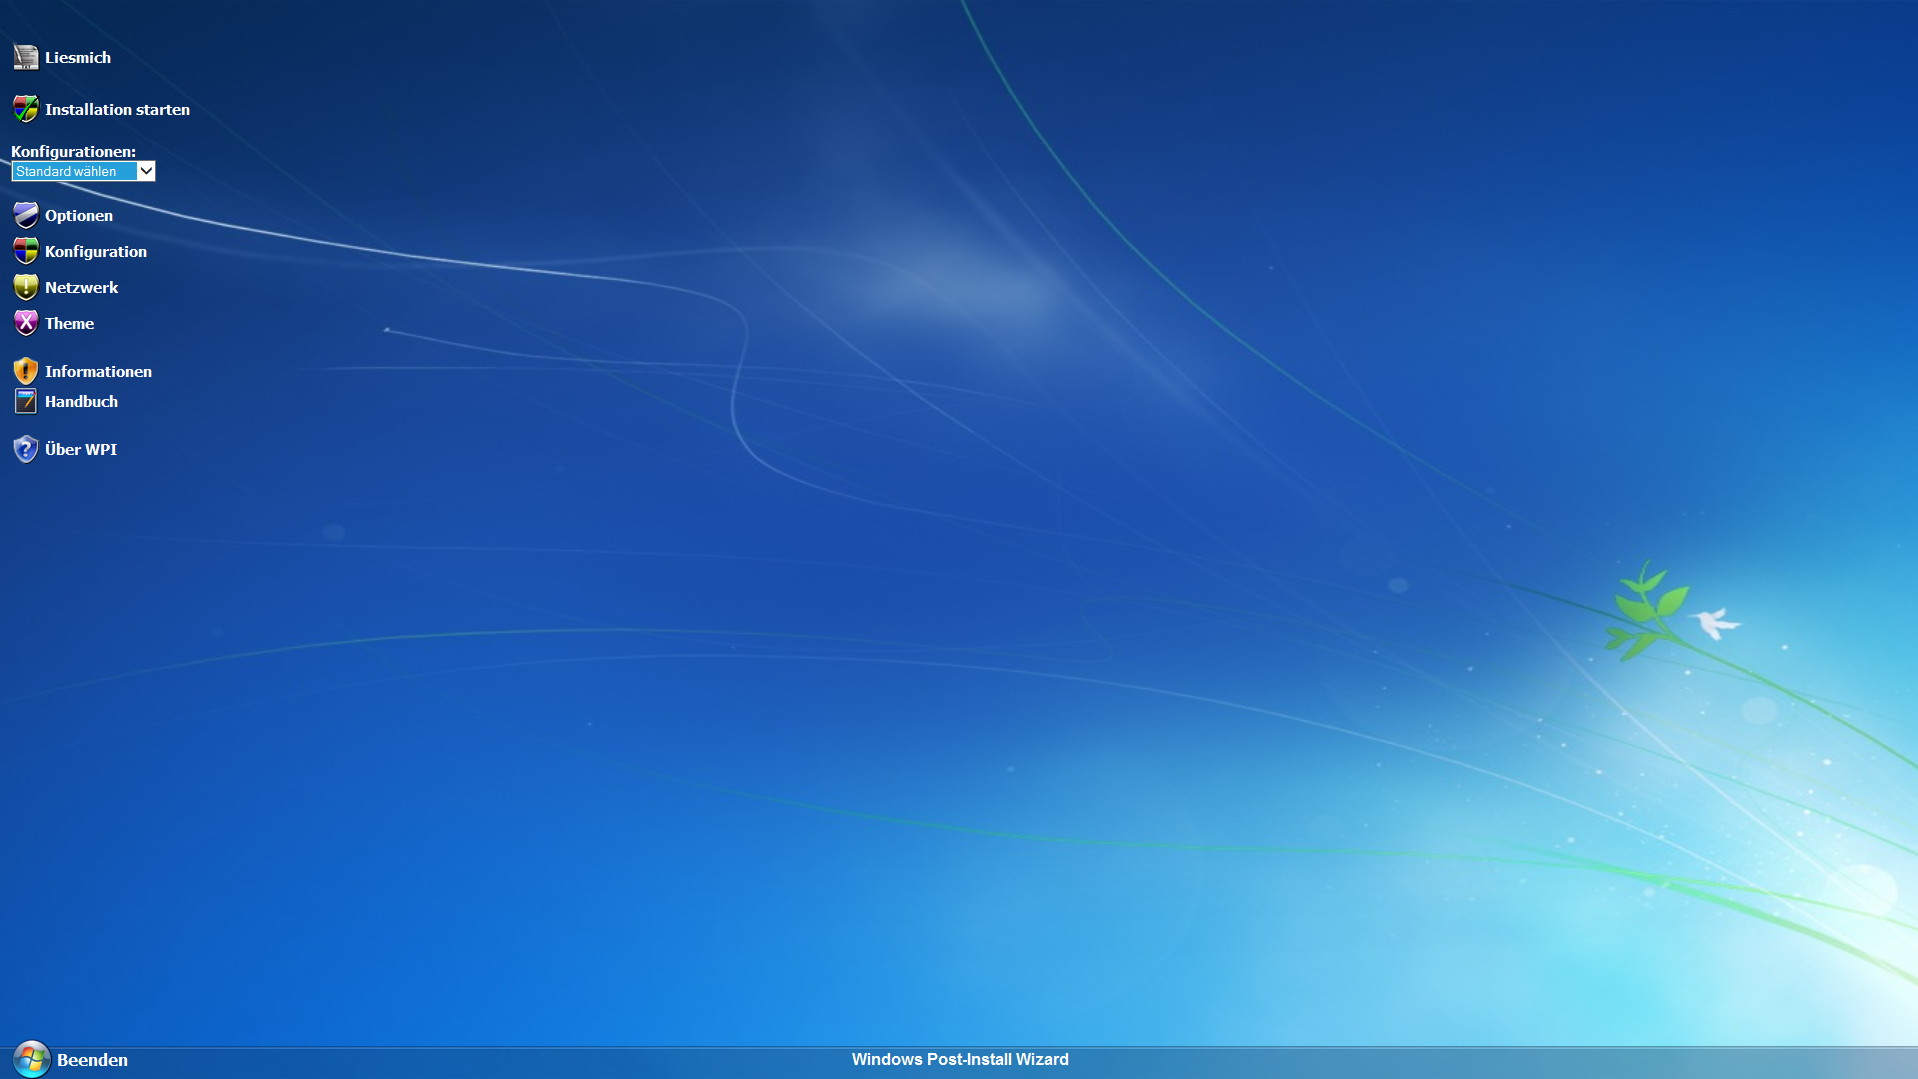 Liesmich
Installation starten
Konfigurationen:
Standard wählen
Optionen
Konfiguration
Netzwerk
Theme
Informationen
Handbuch
Über WPI
Beenden
Windows Post-Install Wizard